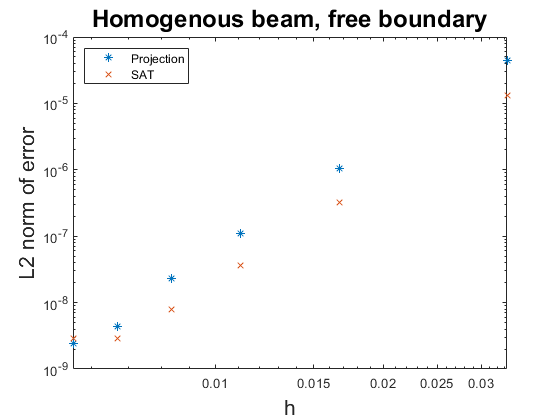 Homogenous beam, free boundary
10-4
Projection
SAT
10-5
10-6
10-7
10-8
10-9
L2 norm of error
0.01 0.015 0.02 0.025 0.03
h